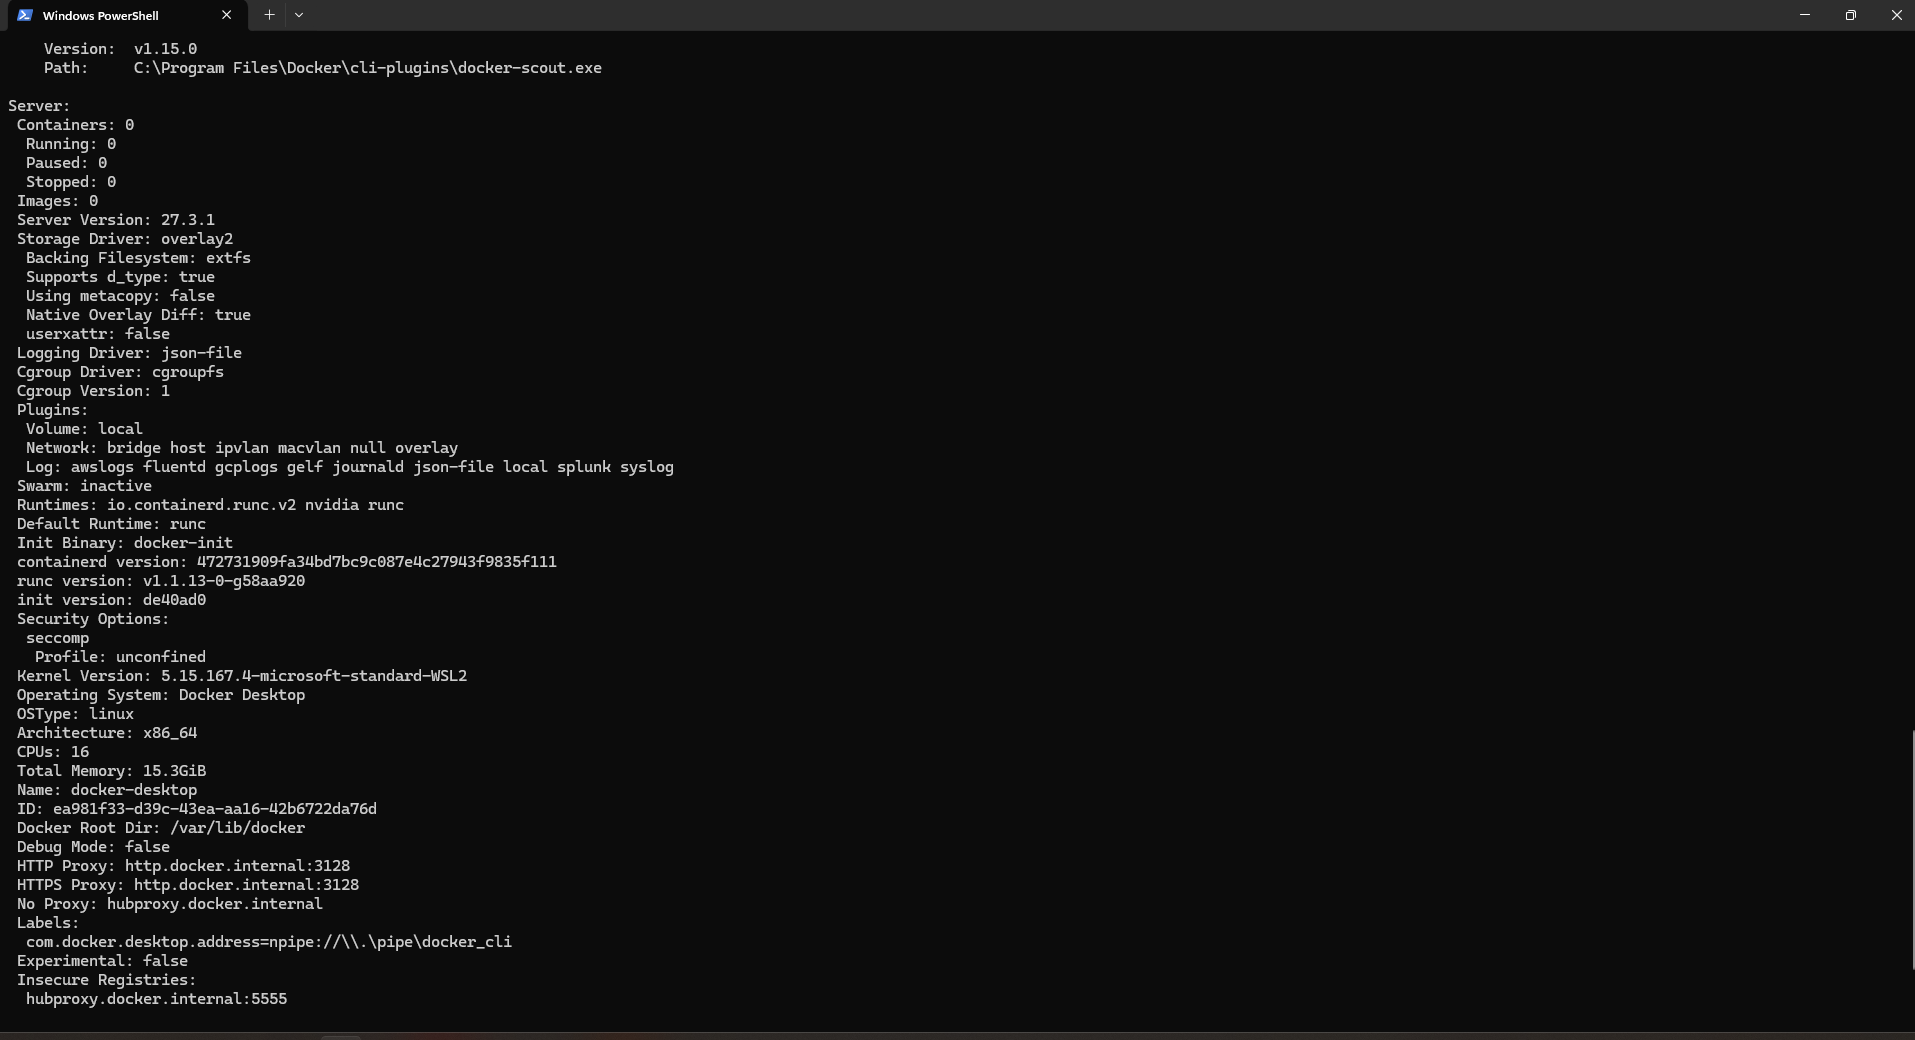 Windows PowerShell
Version: v1.15.0
Path: C:\Program Files\Docker\cli-plugins\docker-scout.exe
Server:
Containers: 0
Running: 0
Paused: 0
Stopped: 0
Images: 0
Server Version: 27.3.1
Storage Driver: overlay2
Backing Filesystem: extfs
Supports d_type: true
Using metacopy: false
Native Overlay Diff: true
userxattr: false
Logging Driver: json-file
Cgroup Driver: cgroupfs
Cgroup Version: 1
Plugins:
Volume: local
Network: bridge host ipvlan macvlan null overlay
Log: awslogs fluentd gcplogs gelf journald json-file local splunk syslog
Swarm: inactive
Runtimes: io.containerd.runc.v2 nvidia runc
Default Runtime: runc
Init Binary: docker-init
containerd version: 472731909fa34bd7bc9c087e4c27943f9835f111
runc version: v1.1.13-0-g58aa920
init version: de40ad0
Security Options:
seccomp
Profile: unconfined
Kernel Version: 5.15.167.4-microsoft-standard-WSL2
Operating System: Docker Desktop
OSType: linux
Architecture: x86_64
CPUs: 16
Total Memory: 15.3GiB
Name: docker-desktop
ID: ea981f33-d39c-43ea-aa16-42b6722da76d
Docker Root Dir: /var/lib/docker
Debug Mode: false
HTTP Proxy: http.docker.internal:3128
HTTPS Proxy: http.docker.internal:3128
No Proxy: hubproxy.docker.internal
Labels:
com.docker.desktop.address=npipe://\\.\pipe\docker_cli
Experimental: false
Insecure Registries:
hubproxy.docker.internal:5555